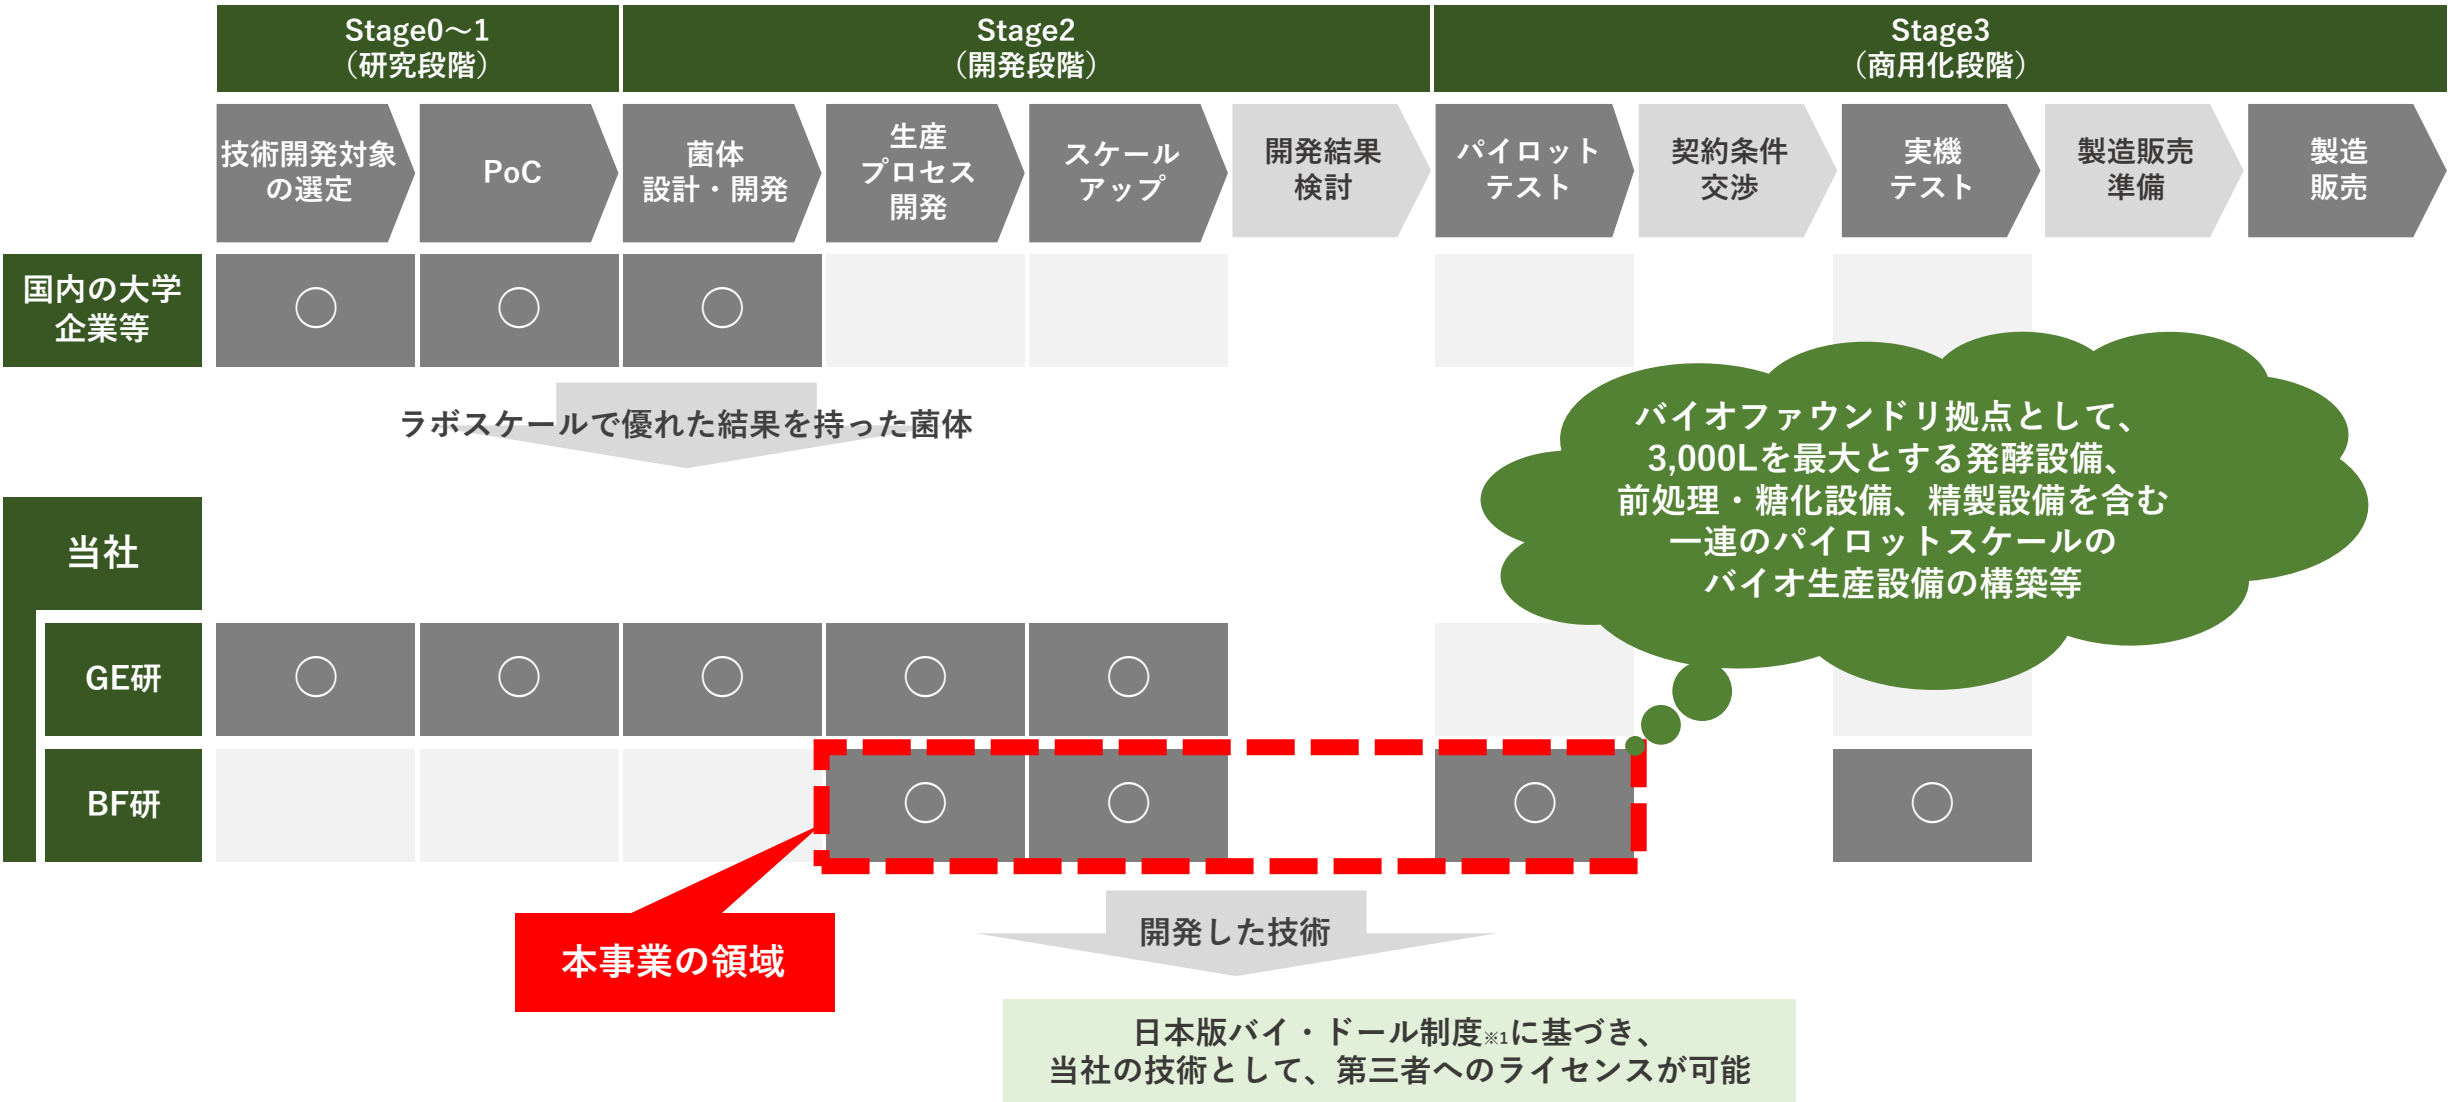 Stage0～1
（研究段階）
Stage2
（開発段階）
Stage3
（商用化段階）
技術開発対象
の選定
PoC
菌体
設計・開発
生産
プロセス
開発
スケール
アップ
開発結果
検討
パイロット
テスト
契約条件
交渉
実機
テスト
製造販売
準備
製造
販売
国内の大学
企業等
〇
〇
〇
ラボスケールで優れた結果を持った菌体
バイオファウンドリ拠点として、
3,000Lを最大とする発酵設備、
前処理・糖化設備、精製設備を含む
一連のパイロットスケールの
バイオ生産設備の構築等
当社
GE研
〇
〇
〇
〇
〇
BF研
〇
〇
〇
〇
本事業の領域
開発した技術
日本版バイ・ドール制度※1に基づき、
当社の技術として、第三者へのライセンスが可能